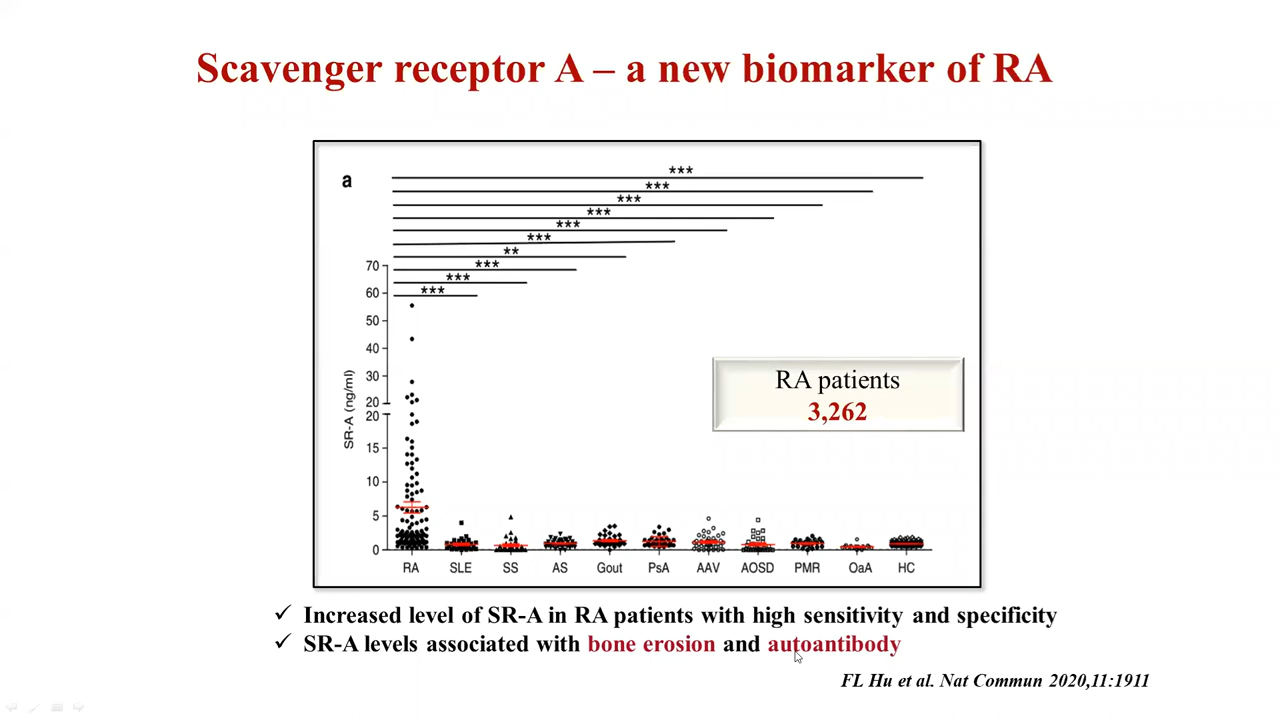 Scavenger receptor A – a new biomarker of RA
a
***
***
***
***
***
***
**
***
***
***
70
60
50
40
30
20
20
15
10
5
0
SR-A (ng/ml)
RA patients
3,262
RA SLE SS AS Gout PsA AAV AOSD PMR OaA HC
✓ Increased level of SR-A in RA patients with high sensitivity and specificity
✓ SR-A levels associated with bone erosion and autoantibody
FL Hu et al. Nat Commun 2020,11:1911